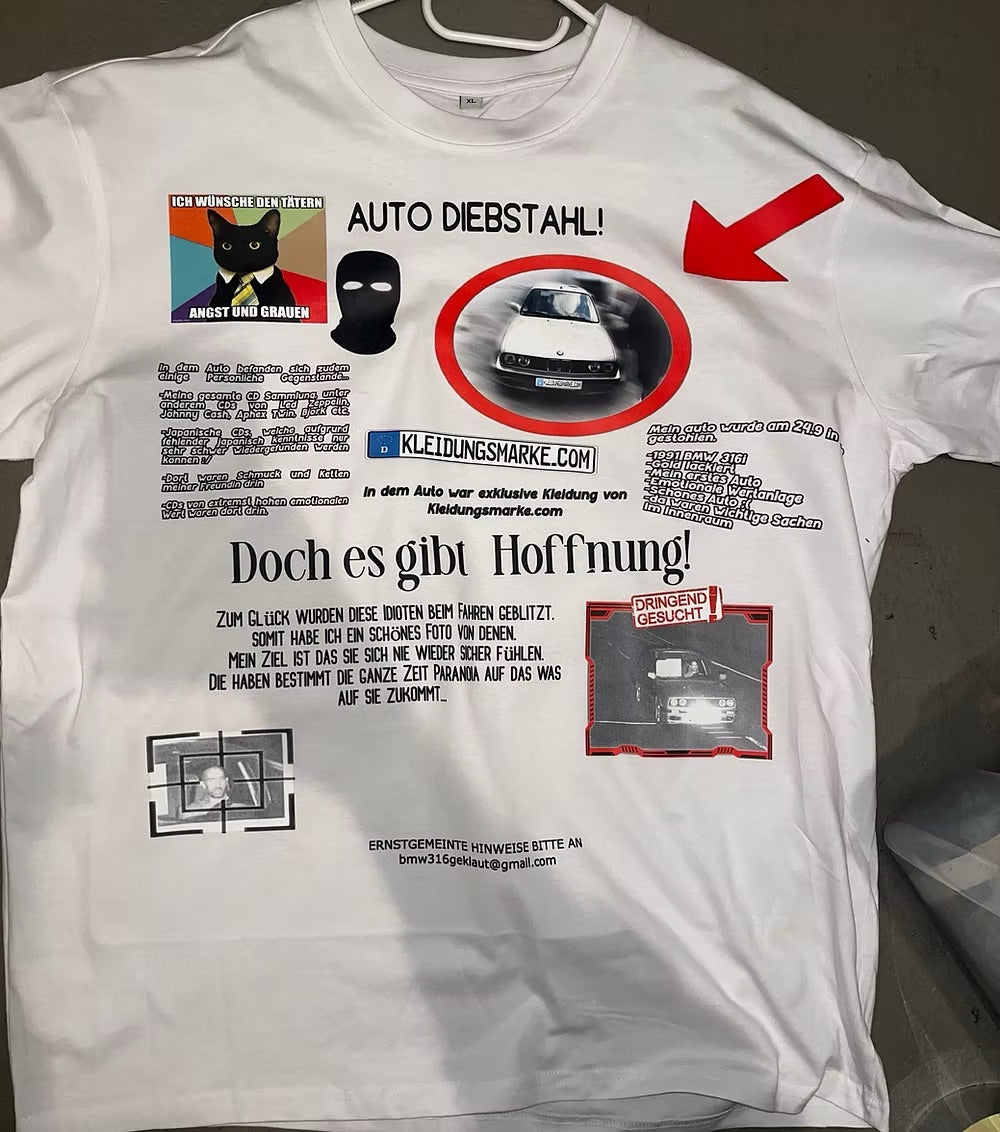 XL
ICH WÜNSCHE DEN TÄTERN
ANGST UND GRAUEN
AUTO DIEBSTAHL!
KLEIDUNGSMARKE.COM
In dem Auto befanden sich zudem
einige Persönliche Gegenstände...
-Meine gesamte CD Sammlung, unter
anderem CDs von Led Zeppelin,
Johnny Cash, Aphex Twin, Björk etc.
-Japanische CDs, welche aufgrund
fehlender japanisch kenntnisse nur
sehr schwer wiedergefunden werden
können :/
-Dort waren Schmuck und Ketten
meiner Freundin drin
-CDs von extremst hohen emotionalen
Wert waren dort drin.
D KLEIDUNGSMARKE.COM
In dem Auto war exklusive Kleidung von
Kleidungsmarke.com
Mein auto wurde am 24.9 in
gestohlen.
-1991 BMW 316i
-Gold lackiert
-Mein erstes Auto
-Emotionale Wertanlage
-Schönes Auto :(
-da waren wichtige Sachen
im Innenraum
Doch es gibt Hoffnung!
ZUM GLÜCK WURDEN DIESE IDIOTEN BEIM FAHREN GEBLITZT.
SOMIT HABE ICH EIN SCHÖNES FOTO VON DENEN.
MEIN ZIEL IST DAS SIE SICH NIE WIEDER SICHER FÜHLEN.
DIE HABEN BESTIMMT DIE GANZE ZEIT PARANOIA AUF DAS WAS
AUF SIE ZUKOMMT...
DRINGEND
GESUCHT!
ERNSTGEMEINTE HINWEISE BITTE AN
bmw316geklaut@gmail.com